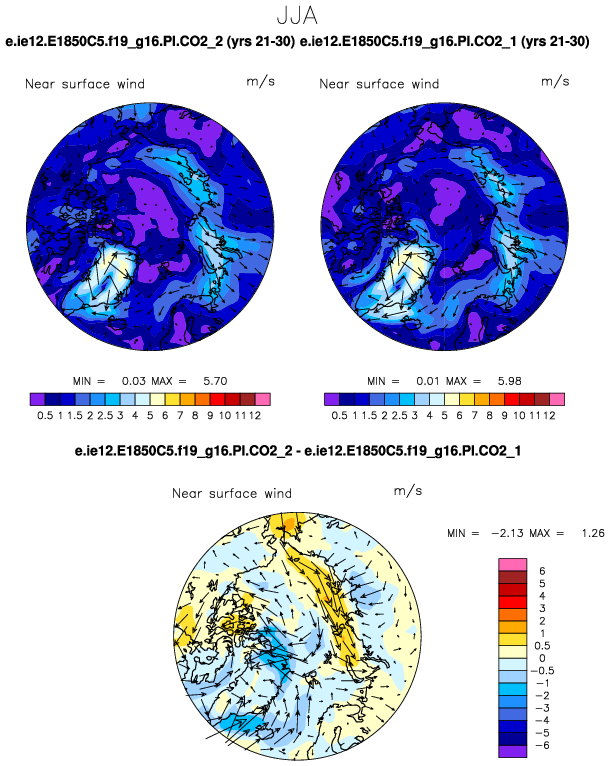 JJA
e.ie12.E1850C5.f19_g16.PI.CO2_2 (yrs 21-30) e.ie12.E1850C5.f19_g16.PI.CO2_1 (yrs 21-30)
Near surface wind m/s Near surface wind m/s
MIN = 0.03 MAX = 5.70 MIN = 0.01 MAX = 5.98
0.5 1 1.5 2 2.5 3 4 5 6 7 8 9 10 11 12 0.5 1 1.5 2 2.5 3 4 5 6 7 8 9 10 11 12
e.ie12.E1850C5.f19_g16.PI.CO2_2 - e.ie12.E1850C5.f19_g16.PI.CO2_1
Near surface wind m/s
MIN = -2.13 MAX = 1.26
6
5
4
3
2
1
0.5
0
-0.5
-1
-2
-3
-4
-5
-6